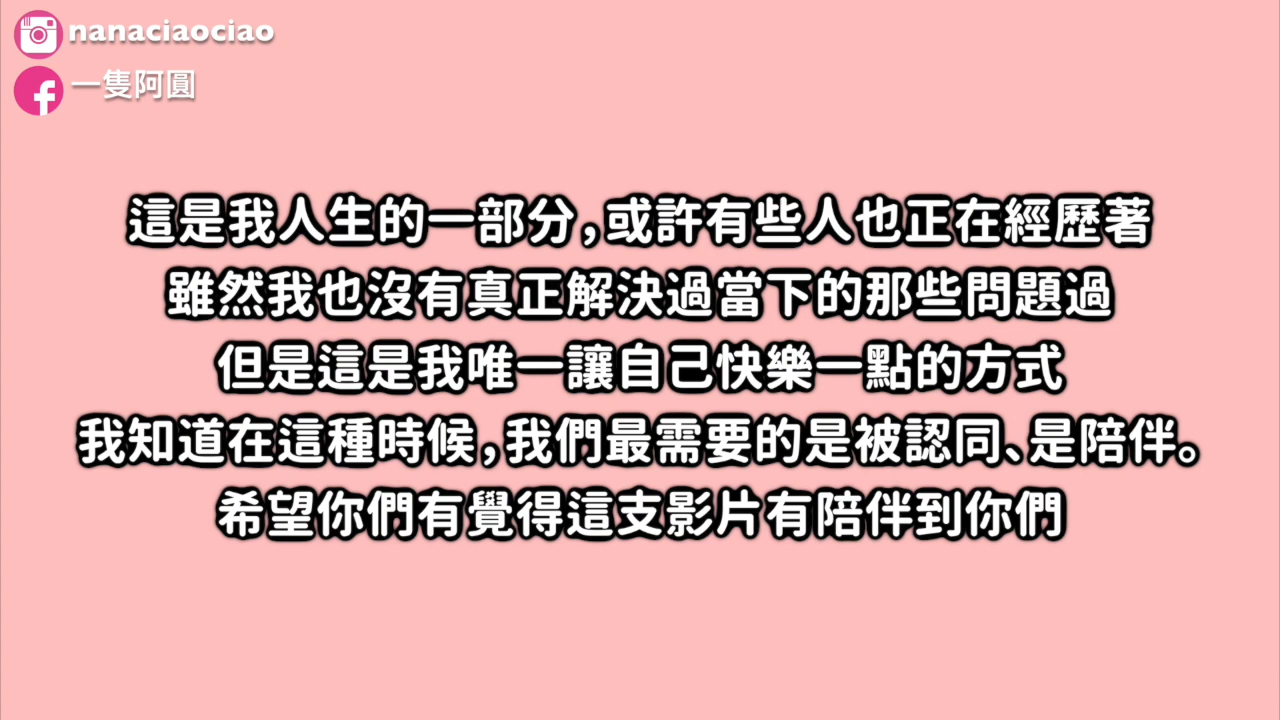 nanaciaociao
一隻阿圓
這是我人生的一部分，或許有些人也正在經歷著
雖然我也沒有真正解決過當下的那些問題過
但是這是我唯一讓自己快樂一點的方式
我知道在這種時候，我們最需要的是被認同、是陪伴。
希望你們有覺得這支影片有陪伴到你們